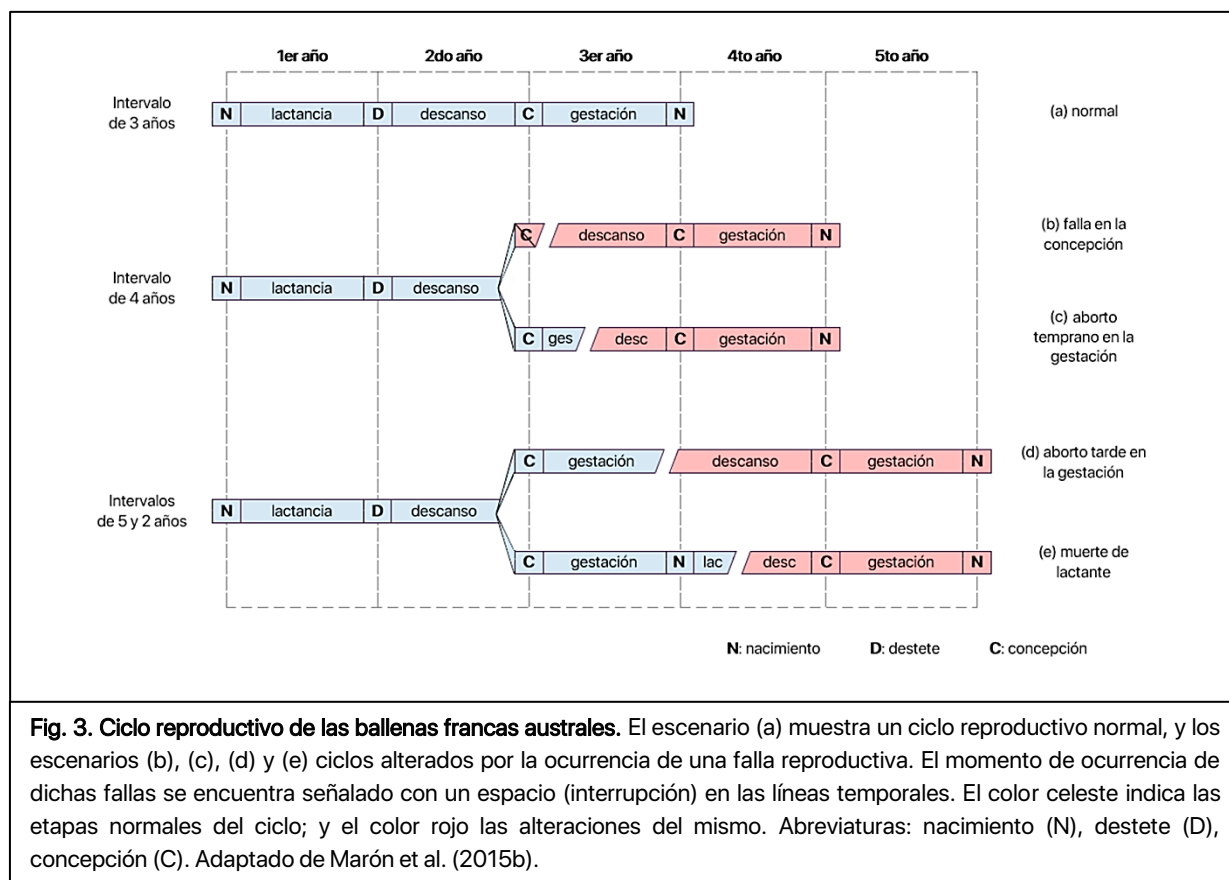 1er año 2do año 3er año 4to año 5to año
Intervalo
de 3 años
N lactancia D descanso C gestación N
(a) normal
C descanso C gestación N
(b) falla en la
concepción
Intervalo
de 4 años
N lactancia D descanso
C ges desc C gestación N
(c) aborto
temprano en la
gestación
C gestación descanso C gestación N
(d) aborto tarde en
la gestación
Intervalos
de 5 y 2 años
N lactancia D descanso
C gestación N lac desc C gestación N
(e) muerte de
lactante
N: nacimiento D: destete C: concepción
Fig. 3. Ciclo reproductivo de las ballenas francas australes. El escenario (a) muestra un ciclo reproductivo normal, y los
escenarios (b), (c), (d) y (e) ciclos alterados por la ocurrencia de una falla reproductiva. El momento de ocurrencia de
dichas fallas se encuentra señalado con un espacio (interrupción) en las líneas temporales. El color celeste indica las
etapas normales del ciclo; y el color rojo las alteraciones del mismo. Abreviaturas: nacimiento (N), destete (D),
concepción (C). Adaptado de Marón et al. (2015b).